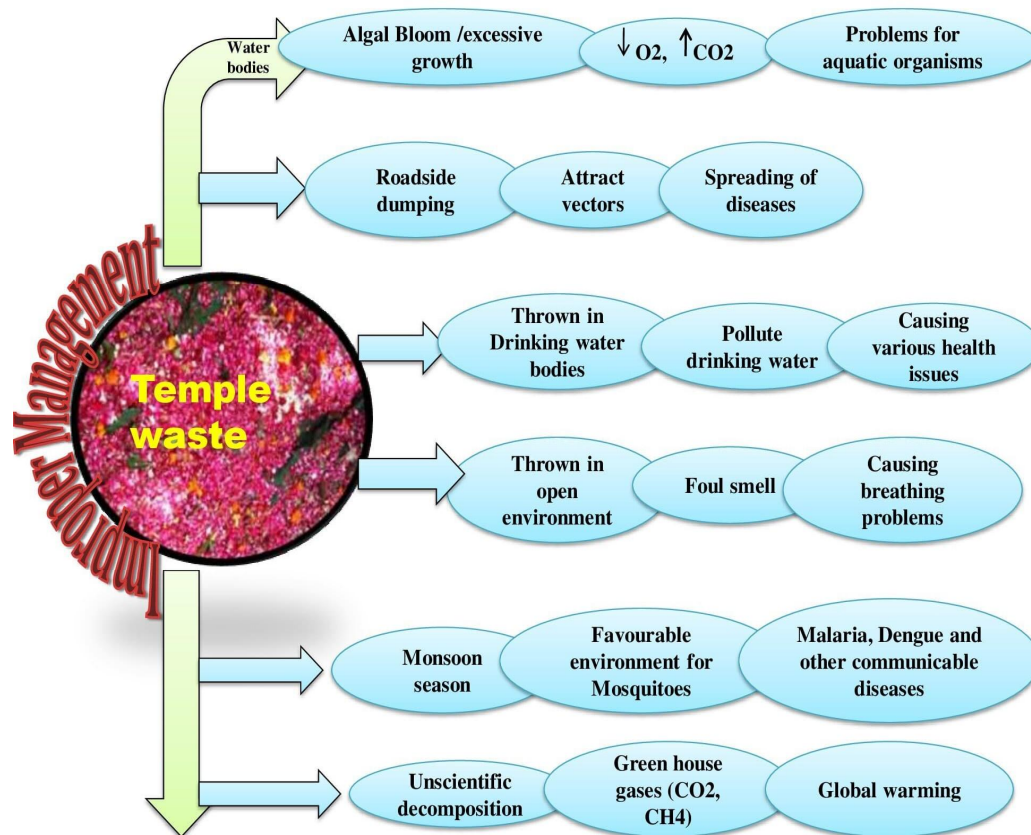 Water
bodies
Algal Bloom /excessive
growth
↓ O2, ↑ CO2
Problems for
aquatic organisms
Roadside
dumping
Attract
vectors
Spreading of
diseases
Improper Management
Temple
waste
Thrown in
Drinking water
bodies
Pollute
drinking water
Causing
various health
issues
Thrown in
open
environment
Foul smell
Causing
breathing
problems
Monsoon
season
Favourable
environment for
Mosquitoes
Malaria, Dengue and
other communicable
diseases
Unscientific
decomposition
Green house
gases (CO2,
CH4)
Global warming